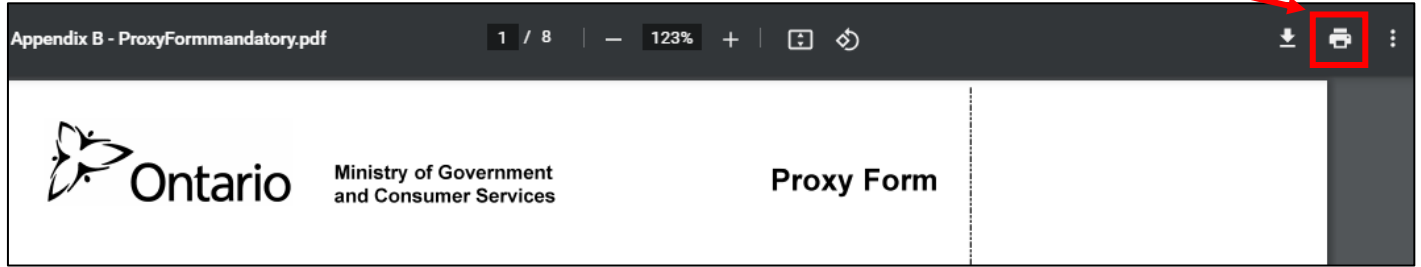 Appendix B - ProxyFormmandatory.pdf 1 / 8 | — 123% + |
Ontario
Ministry of Government
and Consumer Services
Proxy Form